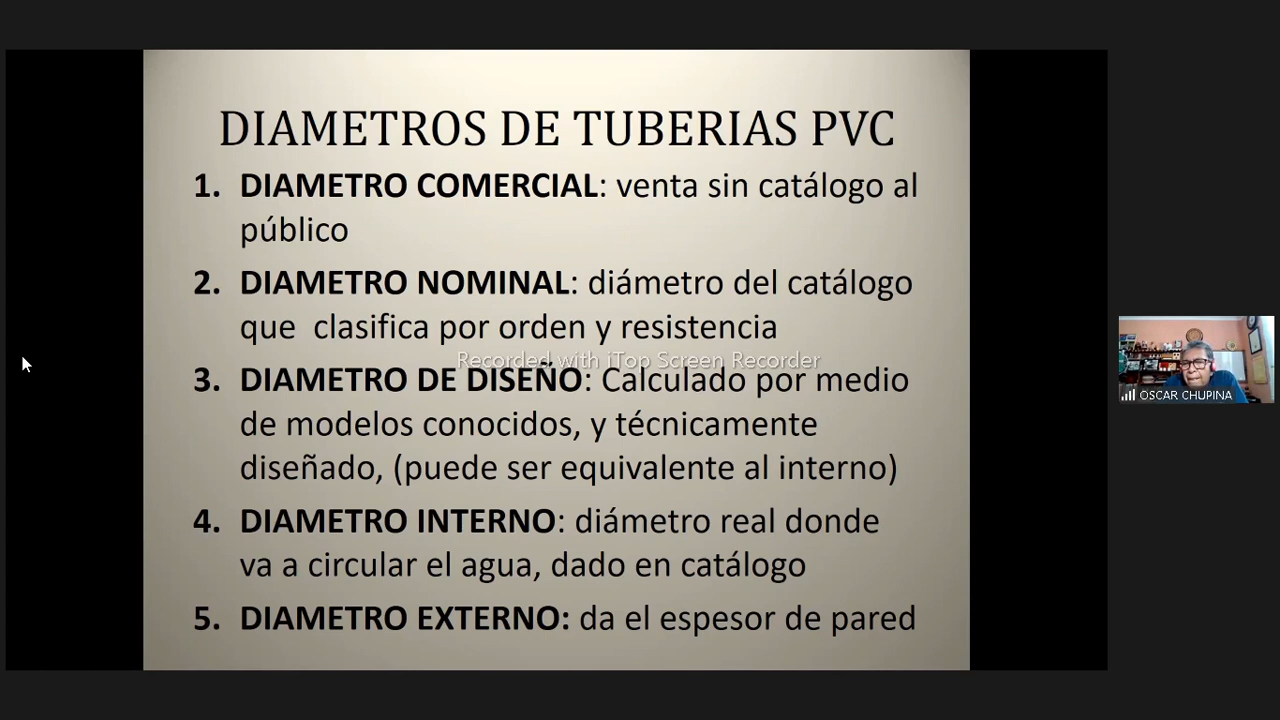 DIAMETROS DE TUBERIAS PVC
1. DIAMETRO COMERCIAL: venta sin catálogo al
público
2. DIAMETRO NOMINAL: diámetro del catálogo
que clasifica por orden y resistencia
Recorded with iTop Screen Recorder
3. DIAMETRO DE DISEÑO: Calculado por medio
de modelos conocidos, y técnicamente
diseñado, (puede ser equivalente al interno)
4. DIAMETRO INTERNO: diámetro real donde
va a circular el agua, dado en catálogo
5. DIAMETRO EXTERNO: da el espesor de pared
OSCAR CHUPINA